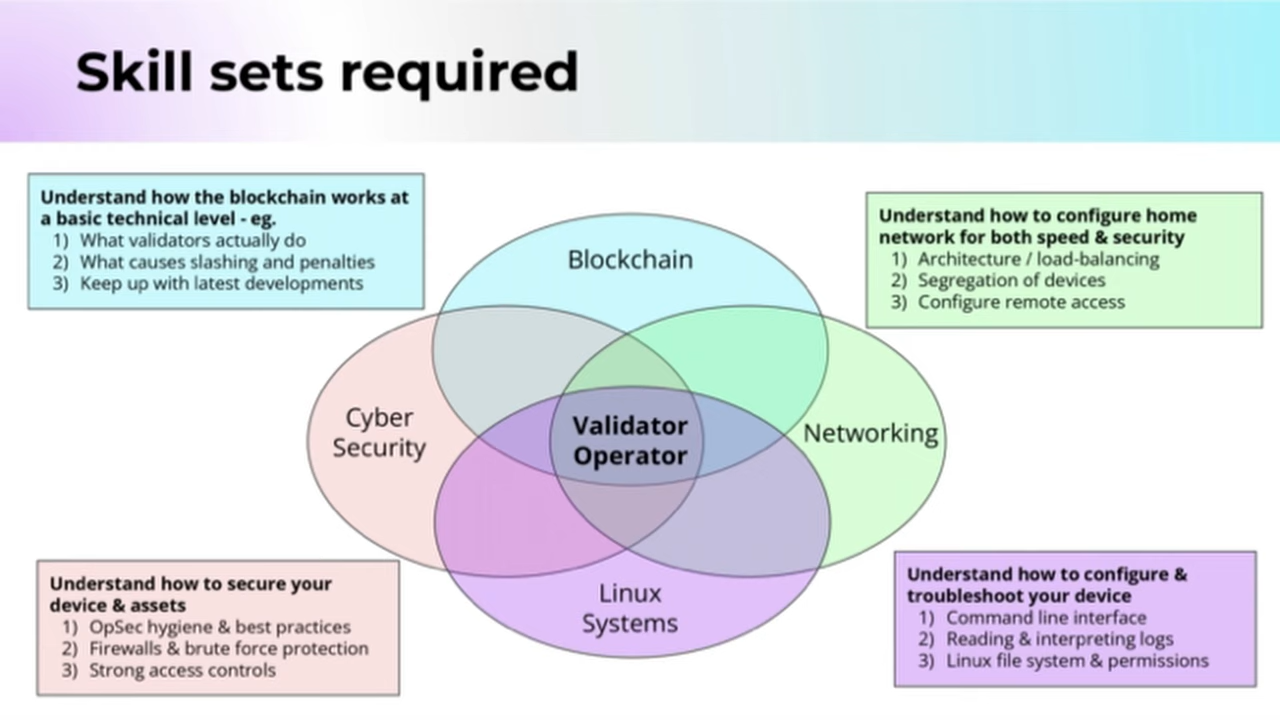 Skill sets required
Understand how the blockchain works at
a basic technical level - eg.
1) What validators actually do
2) What causes slashing and penalties
3) Keep up with latest developments
Understand how to configure home
network for both speed & security
1) Architecture / load-balancing
2) Segregation of devices
3) Configure remote access
Blockchain
Cyber
Security
Validator
Operator
Networking
Linux
Systems
Understand how to secure your
device & assets
1) OpSec hygiene & best practices
2) Firewalls & brute force protection
3) Strong access controls
Understand how to configure &
troubleshoot your device
1) Command line interface
2) Reading & interpreting logs
3) Linux file system & permissions